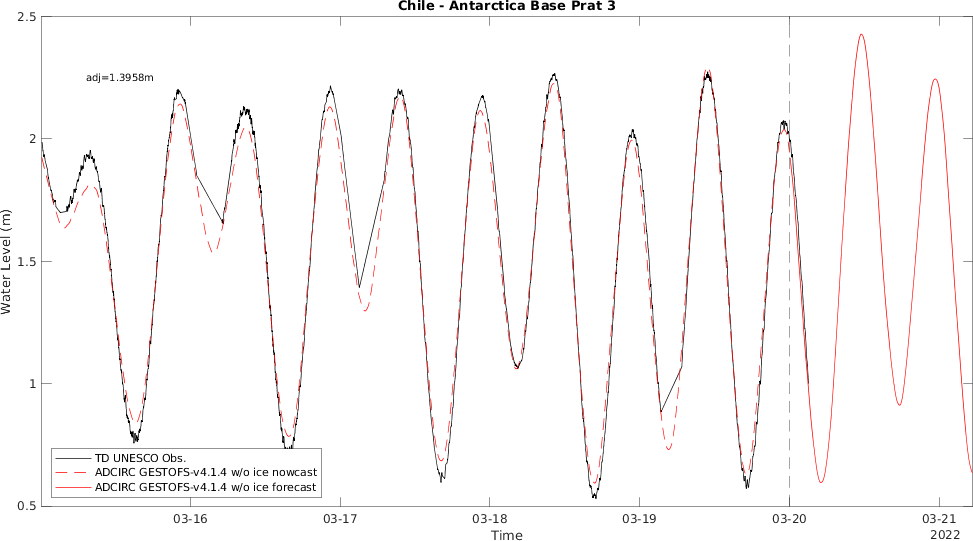 Chile - Antarctica Base Prat 3
2.5
adj=1.3958m
2
Water Level (m)
1.5
1
TD UNESCO Obs.
ADCIRC GESTOFS-v4.1.4 w/o ice nowcast
ADCIRC GESTOFS-v4.1.4 w/o ice forecast
0.5
03-16 03-17 03-18 03-19 03-20 03-21
Time 2022